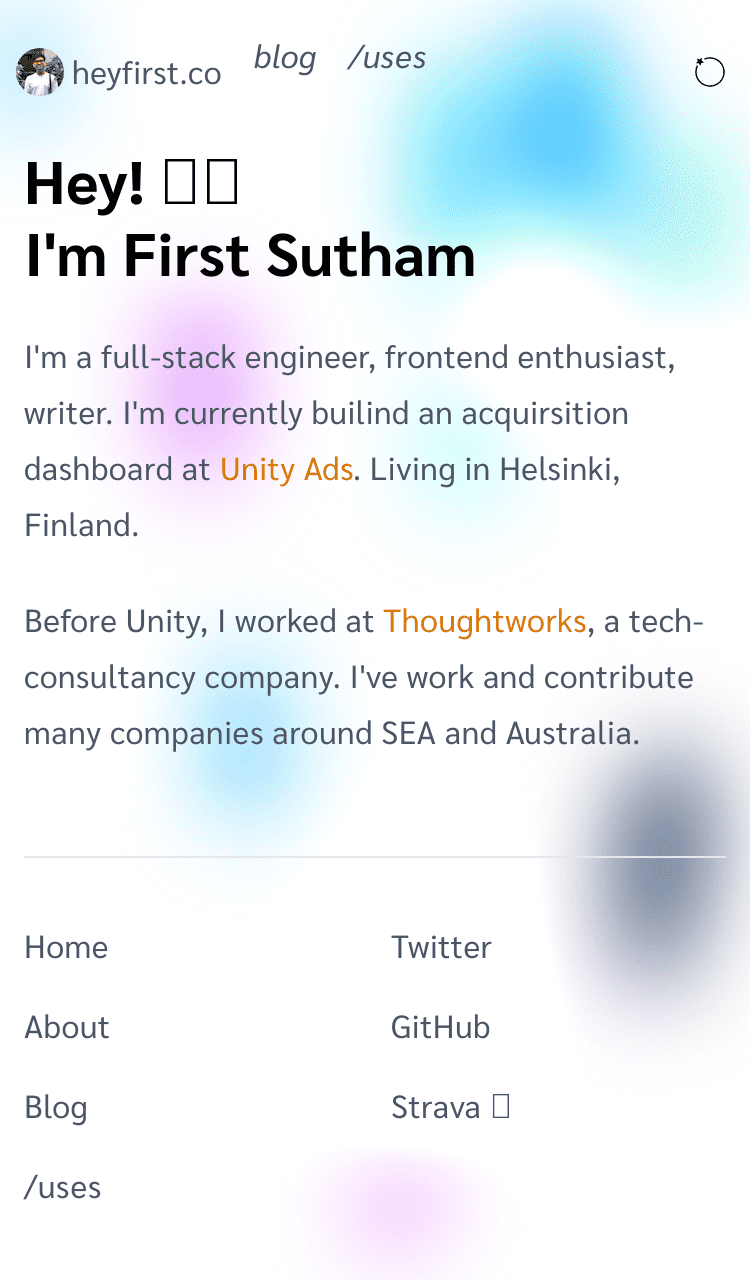 heyfirst.co blog /uses
Hey! 
I'm First Sutham
I'm a full-stack engineer, frontend enthusiast,
writer. I'm currently builind an acquirsition
dashboard at Unity Ads. Living in Helsinki,
Finland.
Before Unity, I worked at Thoughtworks, a tech-
consultancy company. I've work and contribute
many companies around SEA and Australia.
Home
Twitter
About
GitHub
Blog
Strava
/uses